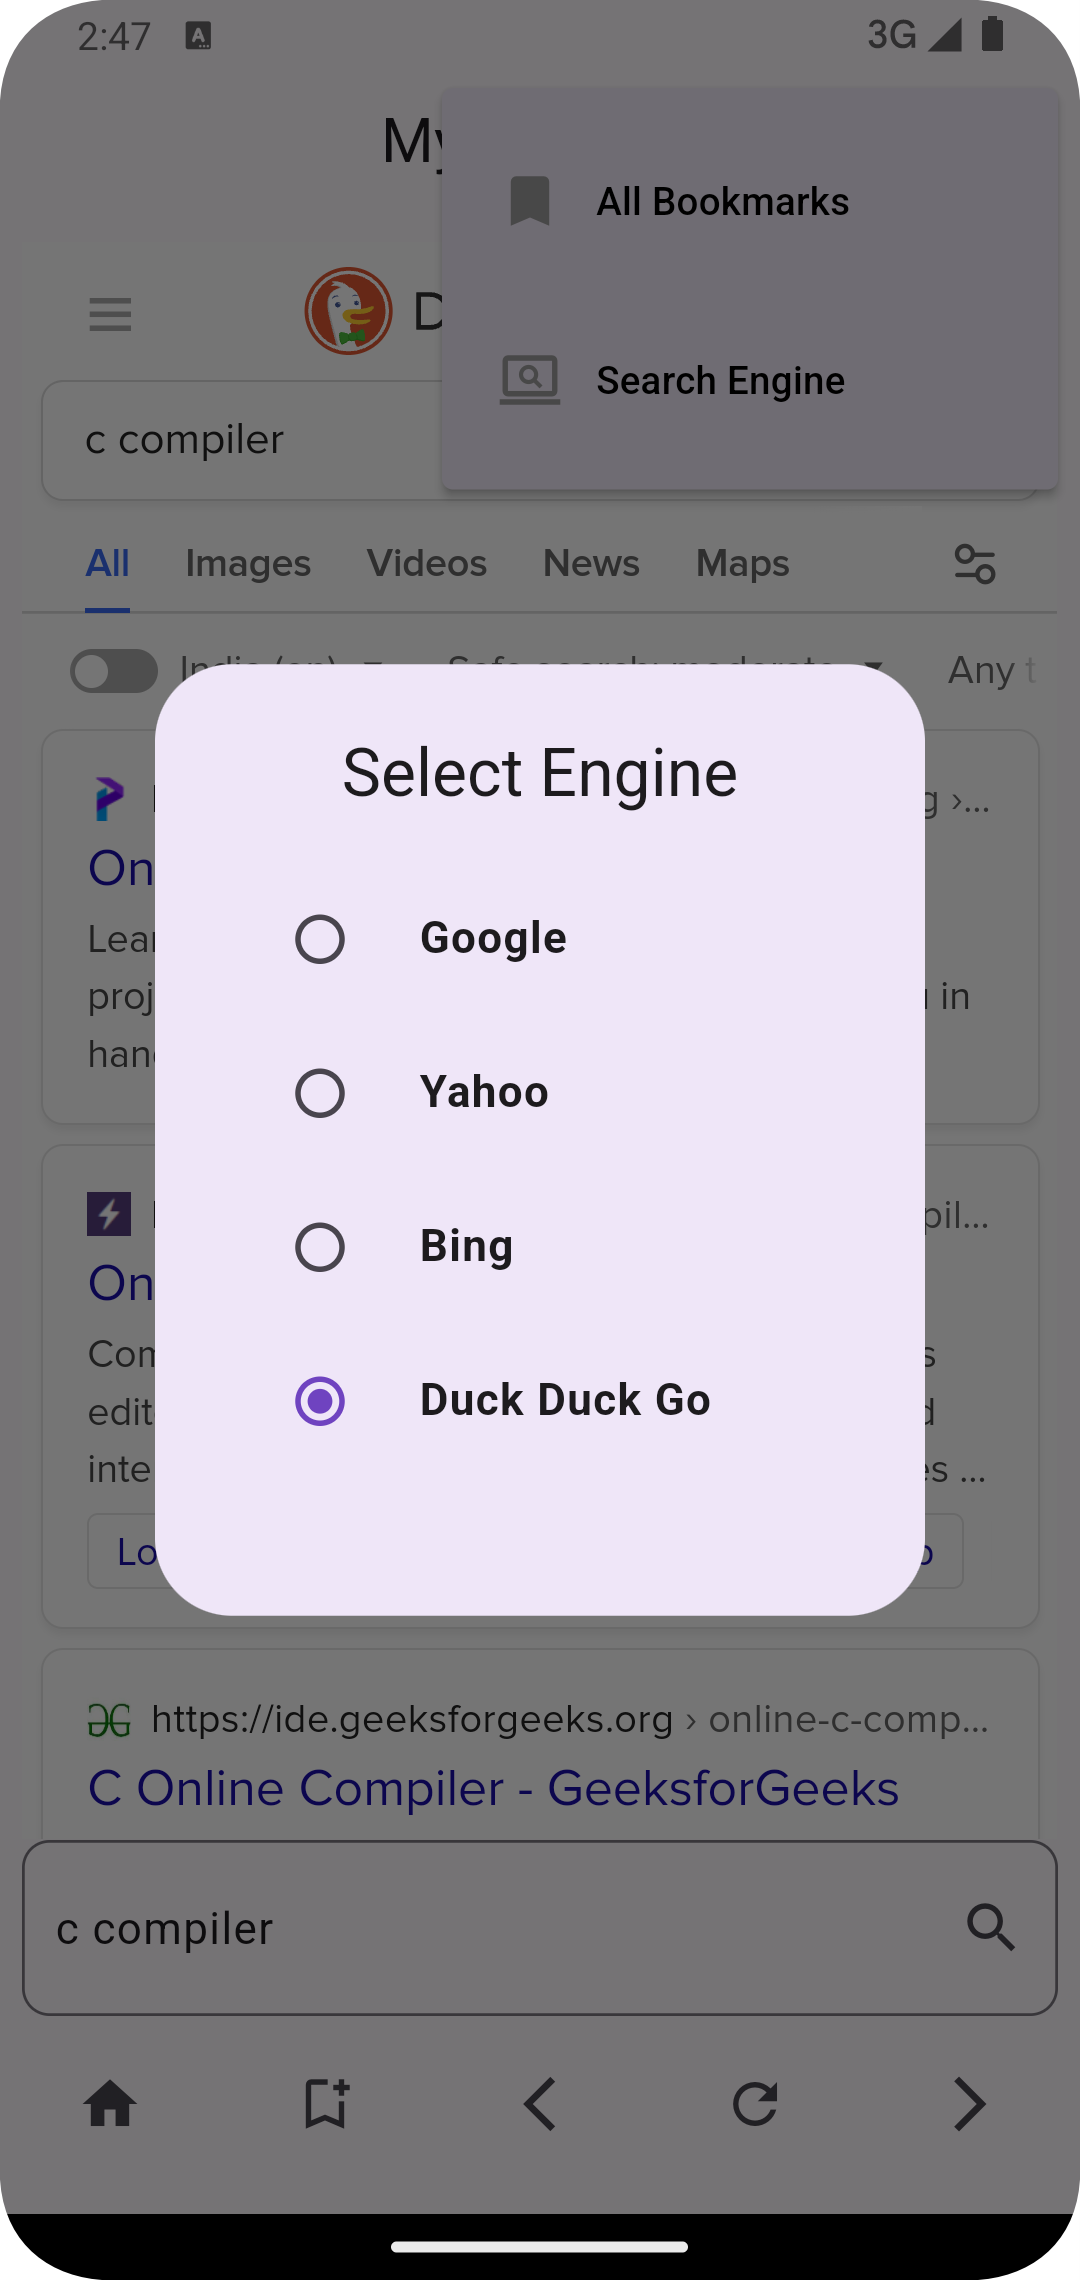 2:47
3G
My
All Bookmarks
D
Search Engine
c compiler
All Images Videos News Maps
India (en) Safe search: moderate Any t
Select Engine
g ›...
On
Google
Lear
proj in
hand
Yahoo
pil...
Bing
On
Com s
edit d
Duck Duck Go
inte es ...
Lo
https://ide.geeksforgeeks.org › online-c-comp...
C Online Compiler - GeeksforGeeks
c compiler